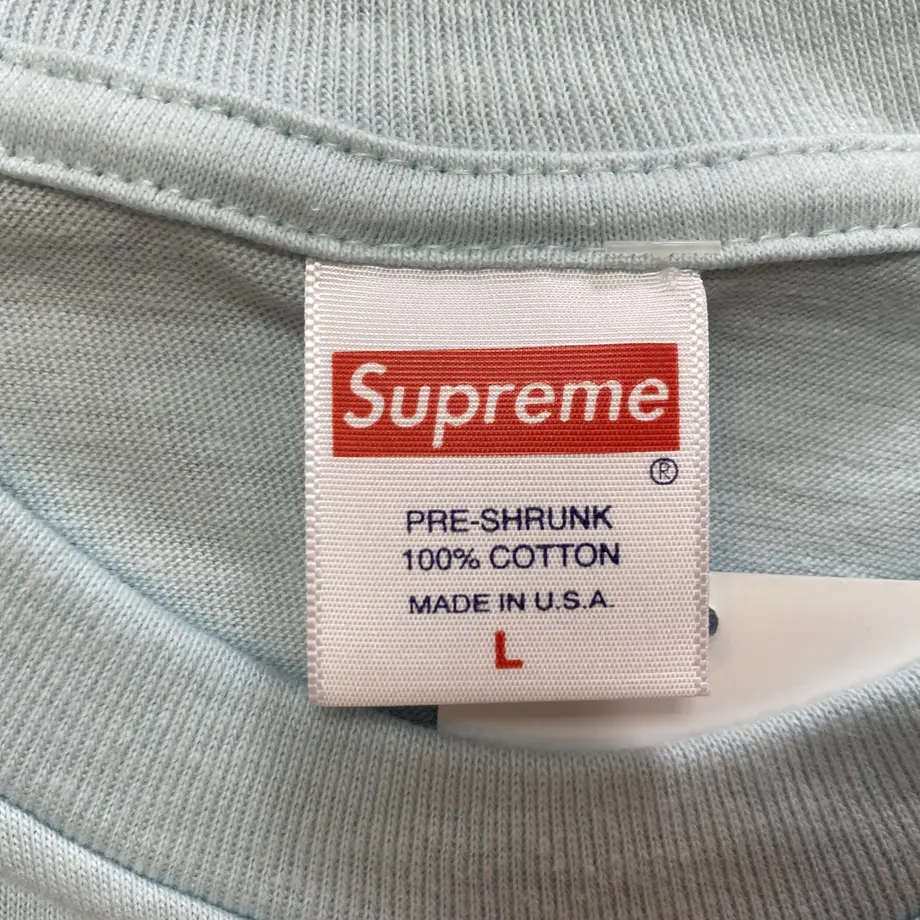 Supreme
®
PRE-SHRUNK
100% COTTON
MADE IN U.S.A.
L